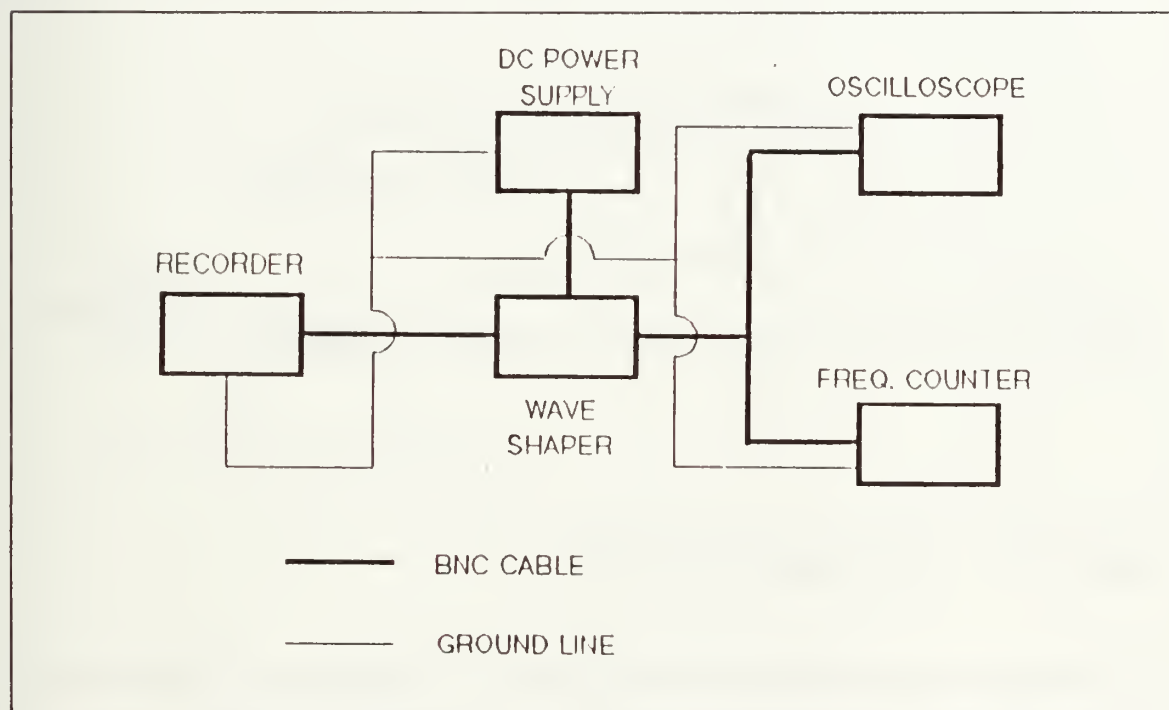 DC POWER
SUPPLY
OSCILLOSCOPE
RECORDER
WAVE
SHAPER
FREQ. COUNTER
BNC CABLE
GROUND LINE